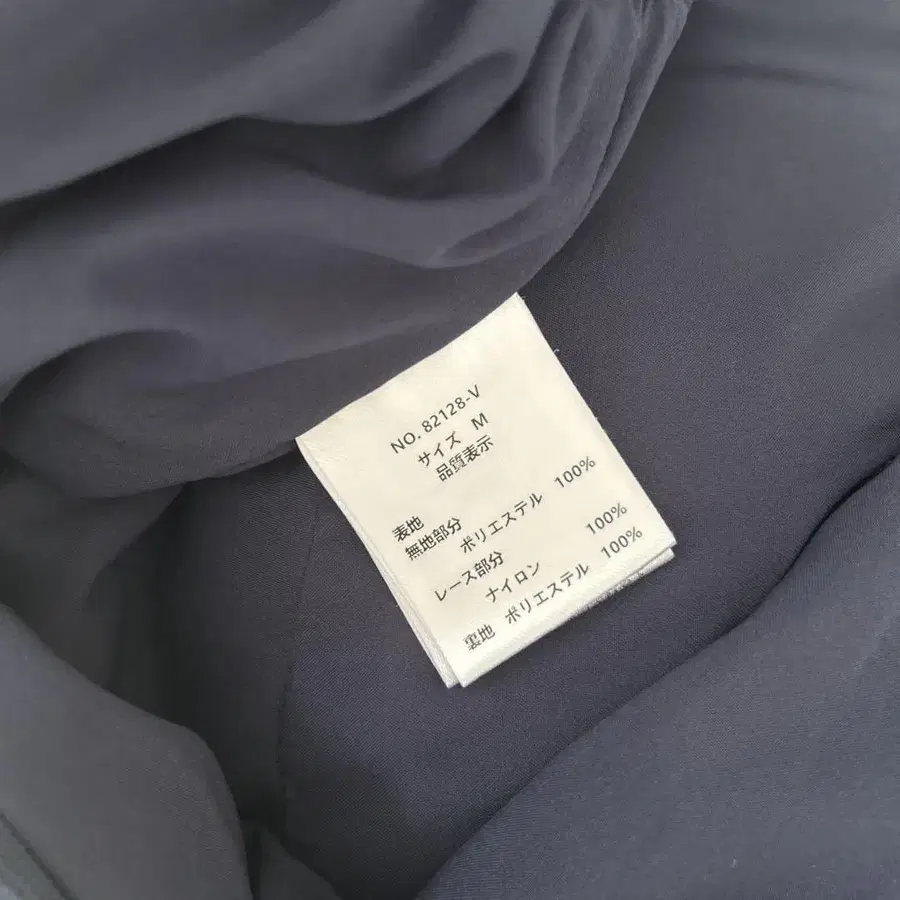 NO. 82128-V
サイズ M
品質表示
表地
無地部分
ポリエステル 100%
レース部分
ナイロン 100%
裏地 ポリエステル 100%